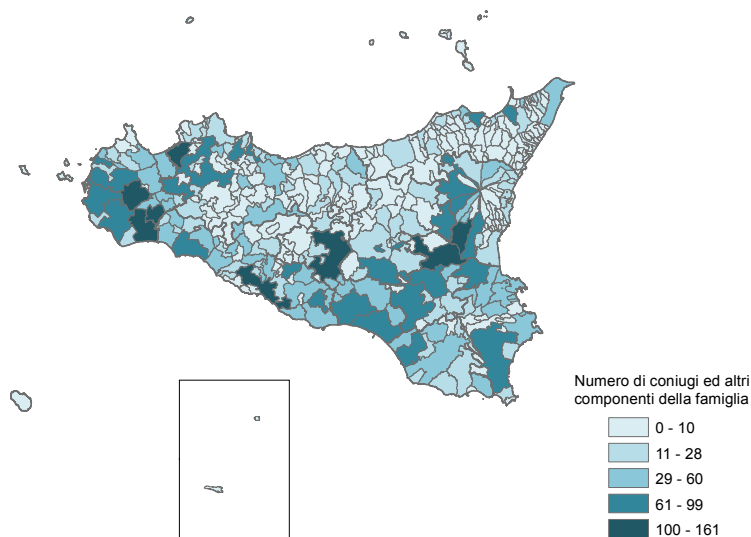 Numero di coniugi ed altri
componenti della famiglia
0 - 10
11 - 28
29 - 60
61 - 99
100 - 161